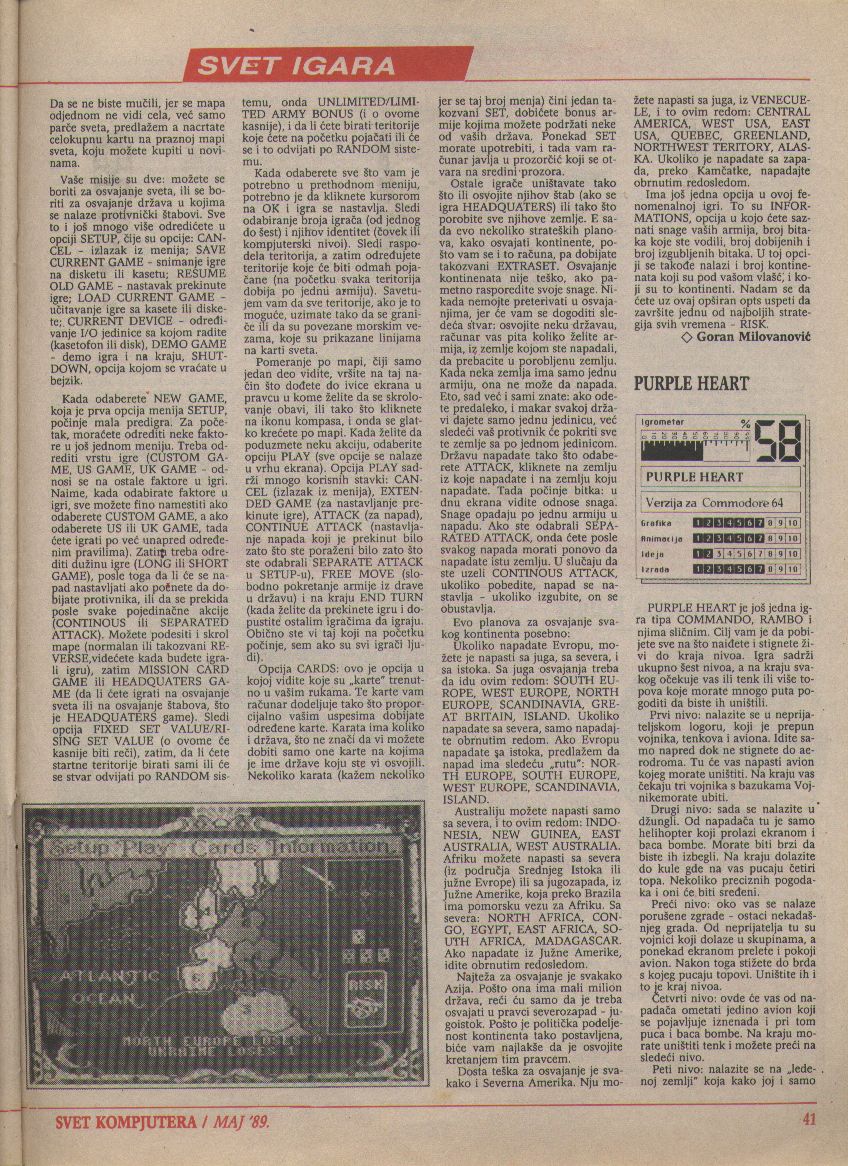 SVET IGARA
Da se ne biste mučili, jer se mapa
odjednom ne vidi cela, već samo
parče sveta, predlažem a nacrtate
celokupnu kartu na praznoj mapi
sveta, koju možete kupiti u novi-
nama.
Vaše misije su dve: možete se
boriti za osvajanje sveta, ili se bo-
riti za osvajanje država u kojima
se nalaze protivnički štabovi. Sve
to i još mnogo više odredićete u
opciji SETUP, čije su opcije: CAN-
CEL - izlazak iz menija; SAVE
CURRENT GAME - snimanje igre
na disketu ili kasetu; RESUME
OLD GAME - nastavak prekinute
igre; LOAD CURRENT GAME -
učitavanje igre sa kasete ili diske-
te; CURRENT DEVICE - određi-
vanje I/O jedinice sa kojom radite
(kasetofon ili disk), DEMO GAME
- demo igra i na kraju, SHUT-
DOWN, opcija kojom se vraćate u
bejzik.
Kada odaberete NEW GAME,
koja je prva opcija menija SETUP,
počinje mala predigra. Za poče-
tak, moraćete odrediti neke fakto-
re u još jednom meniju. Treba od-
rediti vrstu igre (CUSTOM GA-
ME, US GAME, UK GAME - od-
nosi se na ostale faktore u igri.
Naime, kada odabirate faktore u
igri, sve možete fino namestiti ako
odaberete CUSTOM GAME, a ako
odaberete US ili UK GAME, tada
ćete igrati po već unapred određe-
nim pravilima). Zatim treba odre-
diti dužinu igre (LONG ili SHORT
GAME), posle toga da li će se na-
pad nastavljati ako počnete da do-
bijate protivnika, ili da se prekida
posle svake pojedinačne akcije
(CONTINOUS ili SEPARATED
ATTACK). Možete podesiti i skrol
mape (normalan ili takozvani RE-
VERSE,videćete kada budete igra-
li igru), zatim MISSION CARD
GAME ili HEADQUARTERS GA-
ME (da li ćete igrati na osvajanje
sveta ili na osvajanje štabova, što
je HEADQUATERS game). Sledi
opcija FIXED SET VALUE/RI-
SING SET VALUE (o ovome će
kasnije biti reči), zatim, da li ćete
startne teritorije birati sami ili će
se stvar odvijati po RANDOM sis-
temu, onda UNLIMITED/LIMI-
TED ARMY BONUS (i o ovome
kasnije), i da li ćete birati teritorije
koje ćete na početku pojačati ili će
se i to odvijati po RANDOM siste-
mu.
Kada odaberete sve što vam je
potrebno u prethodnom meniju,
potrebno je da kliknete kursorom
na OK i igra se nastavlja. Sledi
odabiranje broja igrača (od jednog
do šest) i njihov identitet (čovek ili
kompjuterski nivoi). Sledi raspo-
dela teritorija, a zatim određujete
teritorije koje će biti odmah poja-
čane (na početku svaka teritorija
dobija po jednu armiju). Savetu-
jem vam da sve teritorije, ako je to
moguće, uzimate tako da se grani-
če ili da su povezane morskim ve-
zama, koje su prikazane linijama
na karti sveta.
Pomeranje po mapi, čiji samo
jedan deo vidite, vršite na taj na-
čin što dođete do ivice ekrana u
pravcu u kome želite da se skrolo-
vanje obavi, ili tako što kliknete
na ikonu kompasa, i onda se glat-
ko krećete po mapi. Kada želite da
poduzmete neku akciju, odaberite
opciju PLAY (sve opcije se nalaze
u vrhu ekrana). Opcija PLAY sad-
rži mnogo korisnih stavki: CAN-
CEL (izlazak iz menija), EXTEN-
DED GAME (za nastavljanje pre-
kinute igre), ATTACK (za napad),
CONTINUE ATTACK (nastavlja-
nje napada koji je prekinut bilo
zato što ste poraženi bilo zato što
ste odabrali SEPARATE ATTACK
u SETUP-u), FREE MOVE (slo-
bodno pokretanje armije iz drave
u državu) i na kraju END TURN
(kada želite da prekinete igru i do-
pustite ostalim igračima da igraju.
Obično ste vi taj koji na početku
počinje, sem ako su svi igrači lju-
di).
Opcija CARDS: ovo je opcija u
kojoj vidite koje su „karte" trenut-
no u vašim rukama. Te karte vam
računar dodeljuje tako što propor-
cijalno vašim uspesima dobijate
određene karte. Karata ima koliko
i država, što ne znači da vi možete
dobiti samo one karte na kojima
je ime države koju ste vi osvojili.
Nekoliko karata (kažem nekoliko
jer se taj broj menja) čini jedan ta-
kozvani SET, dobićete bonus ar-
mije kojima možete podržati neke
od vaših država. Ponekad SET
morate upotrebiti, i tada vam ra-
čunar javlja u prozorčić koji se ot-
vara na sredini prozora.
Ostale igrače uništavate tako
što ili osvojite njihov štab (ako se
igra HEADQUATERS) ili tako što
porobite sve njihove zemlje. E sa-
da evo nekoliko strateških plano-
va, kako osvajati kontinente, po-
što vam se i to računa, pa dobijate
takozvani EXTRASET. Osvajanje
kontinenata nije teško, ako pa-
metno rasporedite svoje snage. Ni-
kada nemojte preterivati u osvaja-
njima, jer će vam se dogoditi sle-
deća stvar: osvojite neku državu,
računar vas pita koliko želite ar-
mija, iz zemlje kojom ste napadali,
da prebacite u porobljenu zemlju.
Kada neka zemlja ima samo jednu
armiju, ona ne može da napada.
Eto, sad već i sami znate: ako ode-
te predaleko, i makar svakoj drža-
vi dajete samo jednu jedinicu, već
sledeći vaš protivnik će pokriti sve
te zemlje sa po jednom jedinicom.
Državu napadate tako što odabe-
rete ATTACK, kliknete na zemlju
iz koje napadate i na zemlju koju
napadate. Tada počinje bitka: u
dnu ekrana vidite odnose snaga.
Snage opadaju po jednu armiju u
napadu. Ako ste odabrali SEPA-
RATED ATTACK, onda ćete posle
svakog napada morati ponovo da
napadate istu zemlju. U slučaju da
ste uzeli CONTINOUS ATTACK,
ukoliko pobedite, napad se na-
stavlja - ukoliko izgubite, on se
obustavlja.
Evo planova za osvajanje sva-
kog kontinenta posebno:
Ukoliko napadate Evropu, mo-
žete je napasti sa juga, sa severa, i
sa istoka. Sa juga osvajanja treba
da idu ovim redom: SOUTH EU-
ROPE, WEST EUROPE, NORTH
EUROPE, SCANDINAVIA, GRE-
AT BRITAIN, ISLAND. Ukoliko
napadate sa severa, samo napadaj-
te obrnutim redom. Ako Evropu
napadate sa istoka, predlažem da
napad ima sledeću „rutu": NOR-
TH EUROPE, SOUTH EUROPE,
WEST EUROPE, SCANDINAVIA,
ISLAND.
Australiju možete napasti samo
sa severa, i to ovim redom: INDO-
NESIA, NEW GUINEA, EAST
AUSTRALIA, WEST AUSTRALIA.
Afriku možete napasti sa severa
(iz područja Srednjeg Istoka ili
južne Evrope) ili sa jugozapada, iz
Južne Amerike, koja preko Brazila
ima pomorsku vezu za Afriku. Sa
severa: NORTH AFRICA, CON-
GO, EGYPT, EAST AFRICA, SO-
UTH AFRICA, MADAGASCAR.
Ako napadate iz Južne Amerike,
idite obrnutim redosledom.
Najteža za osvajanje je svakako
Azija. Pošto ona ima mali milion
država, reći ću samo da je treba
osvajati u pravci severozapad - ju-
goistok. Pošto je politička podelje-
nost kontinenta tako postavljena,
biće vam najlakše da je osvojite
kretanjem tim pravcem.
Dosta teška za osvajanje je sva-
kako i Severna Amerika. Nju mo-
žete napasti sa juga, iz VENECUE-
LE, i to ovim redom: CENTRAL
AMERICA, WEST USA, EAST
USA, QUEBEC, GREENLAND,
NORTHWEST TERITORY, ALAS-
KA. Ukoliko je napadate sa zapa-
da, preko Kamčatke, napadajte
obrnutim redosledom.
Ima još jedna opcija u ovoj fe-
nomenalnoj igri. To su INFOR-
MATIONS, opcija u kojo ćete saz-
nati snage vaših armija, broj bita-
ka koje ste vodili, broj dobijenih i
broj izgubljenih bitaka. U toj opci-
ji se takođe nalazi i broj kontine-
nata koji su pod vašom vlašć, i ko-
ji su to kontinenti. Nadam se da
ćete uz ovaj opširan opts uspeti da
završite jednu od najboljih strate-
gija svih vremena - RISK.
◇ Goran Milovanović
PURPLE HEART
Igrometar % 58
PURPLE HEART
Verzija za Commodore 64
Grafika 1 2 3 4 5 6 7 8 9 10
Animacija 1 2 3 4 5 6 7 8 9 10
Ideja 1 2 3 4 5 6 7 8 9 10
Izrada 1 2 3 4 5 6 7 8 9 10
PURPLE HEART je još jedna ig-
ra tipa COMMANDO, RAMBO i
njima sličnim. Cilj vam je da pobi-
jete sve na što naiđete i stignete ži-
vi do kraja nivoa. Igra sadrži
ukupno šest nivoa, a na kraju sva-
kog očekuje vas ili tenk ili više to-
pova koje morate mnogo puta po-
goditi da biste ih uništili.
Prvi nivo: nalazite se u neprija-
teljskom logoru, koji je prepun
vojnika, tenkova i aviona. Idite sa-
mo napred dok ne stignete do ae-
rodroma. Tu će vas napasti avion
kojeg morate uništiti. Na kraju vas
čekaju tri vojnika s bazukama Voj-
nikemorate ubiti.
Drugi nivo: sada se nalazite u
džungli. Od napadača tu je samo
helihopter koji prolazi ekranom i
baca bombe. Morate biti brzi da
biste ih izbegli. Na kraju dolazite
do kule gde na vas pucaju četiri
topa. Nekoliko preciznih pogoda-
ka i oni će biti sređeni.
Preći nivo: oko vas se nalaze
porušene zgrade - ostaci nekadaš-
njeg grada. Od neprijatelja tu su
vojnici koji dolaze u skupinama, a
ponekad ekranom prelete i pokoji
avion. Nakon toga stižete do brda
s kojeg pucaju topovi. Uništite ih i
to je kraj nivoa.
Četvrti nivo: ovde će vas od na-
padača ometati jedino avion koji
se pojavljuje iznenada i pri tom
puca i baca bombe. Na kraju mo-
rate uništiti tenk i možete preći na
sledeći nivo.
Peti nivo: nalazite se na „lede-
noj zemlji" koja kako joj i samo
Setup Play Cards Information
ATLANTIC
OCEAN
RISK
NORTH EUROPE LOSES 0
UKRAINE LOSES
SVET KOMPJUTERA / MAJ '89.
41